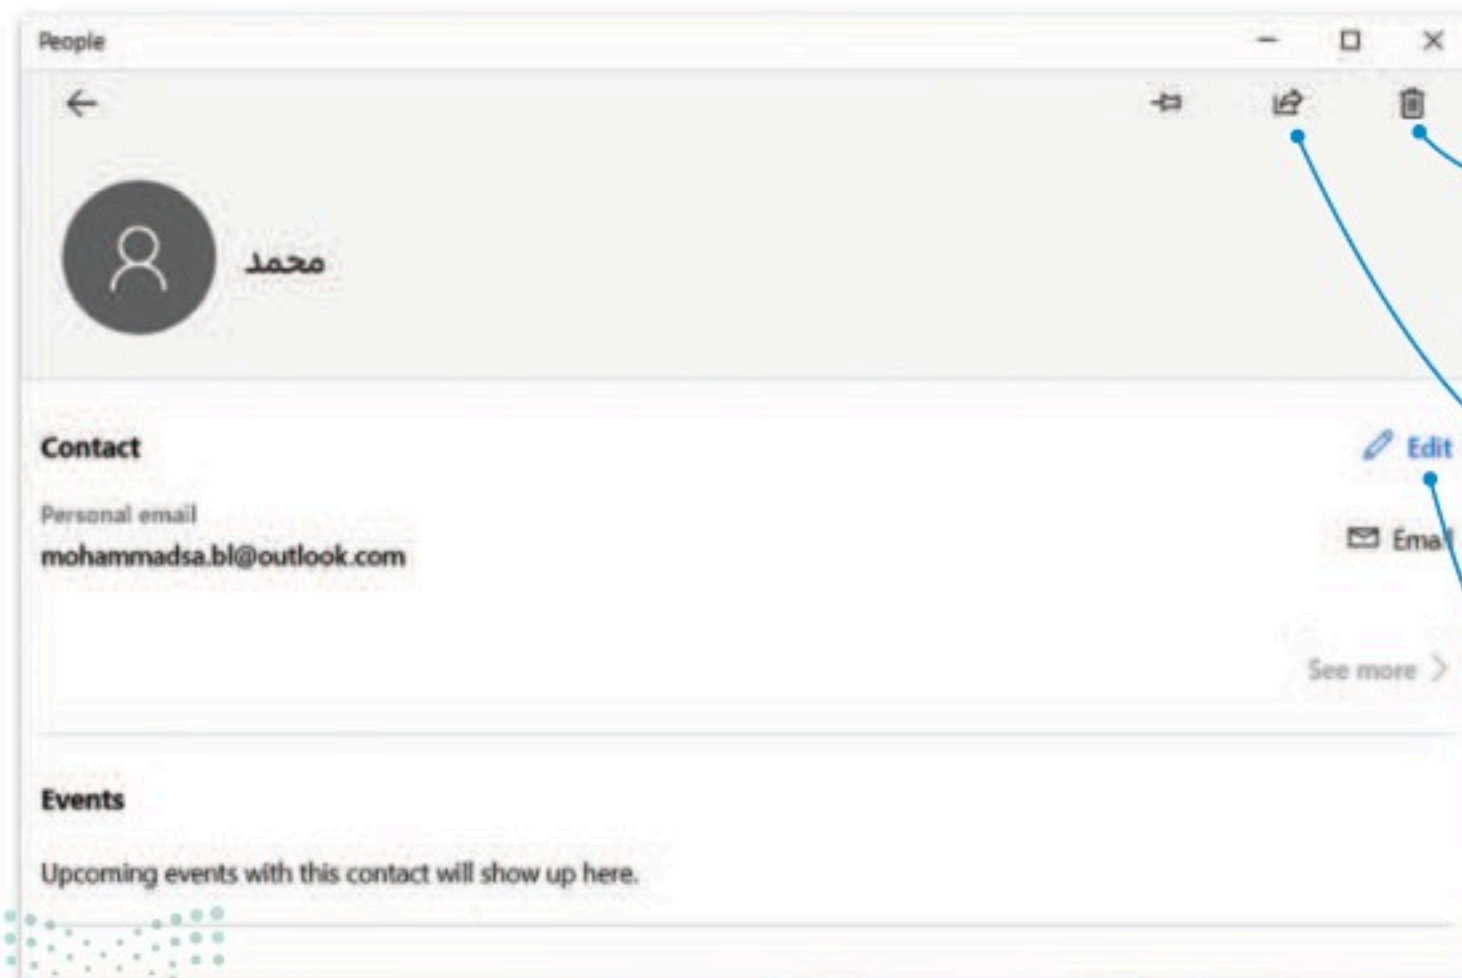 People
محمد
Contact
Edit
Personal email
mohammadsa.bl@outlook.com
Email
See more
Events
Upcoming events with this contact will show up here.